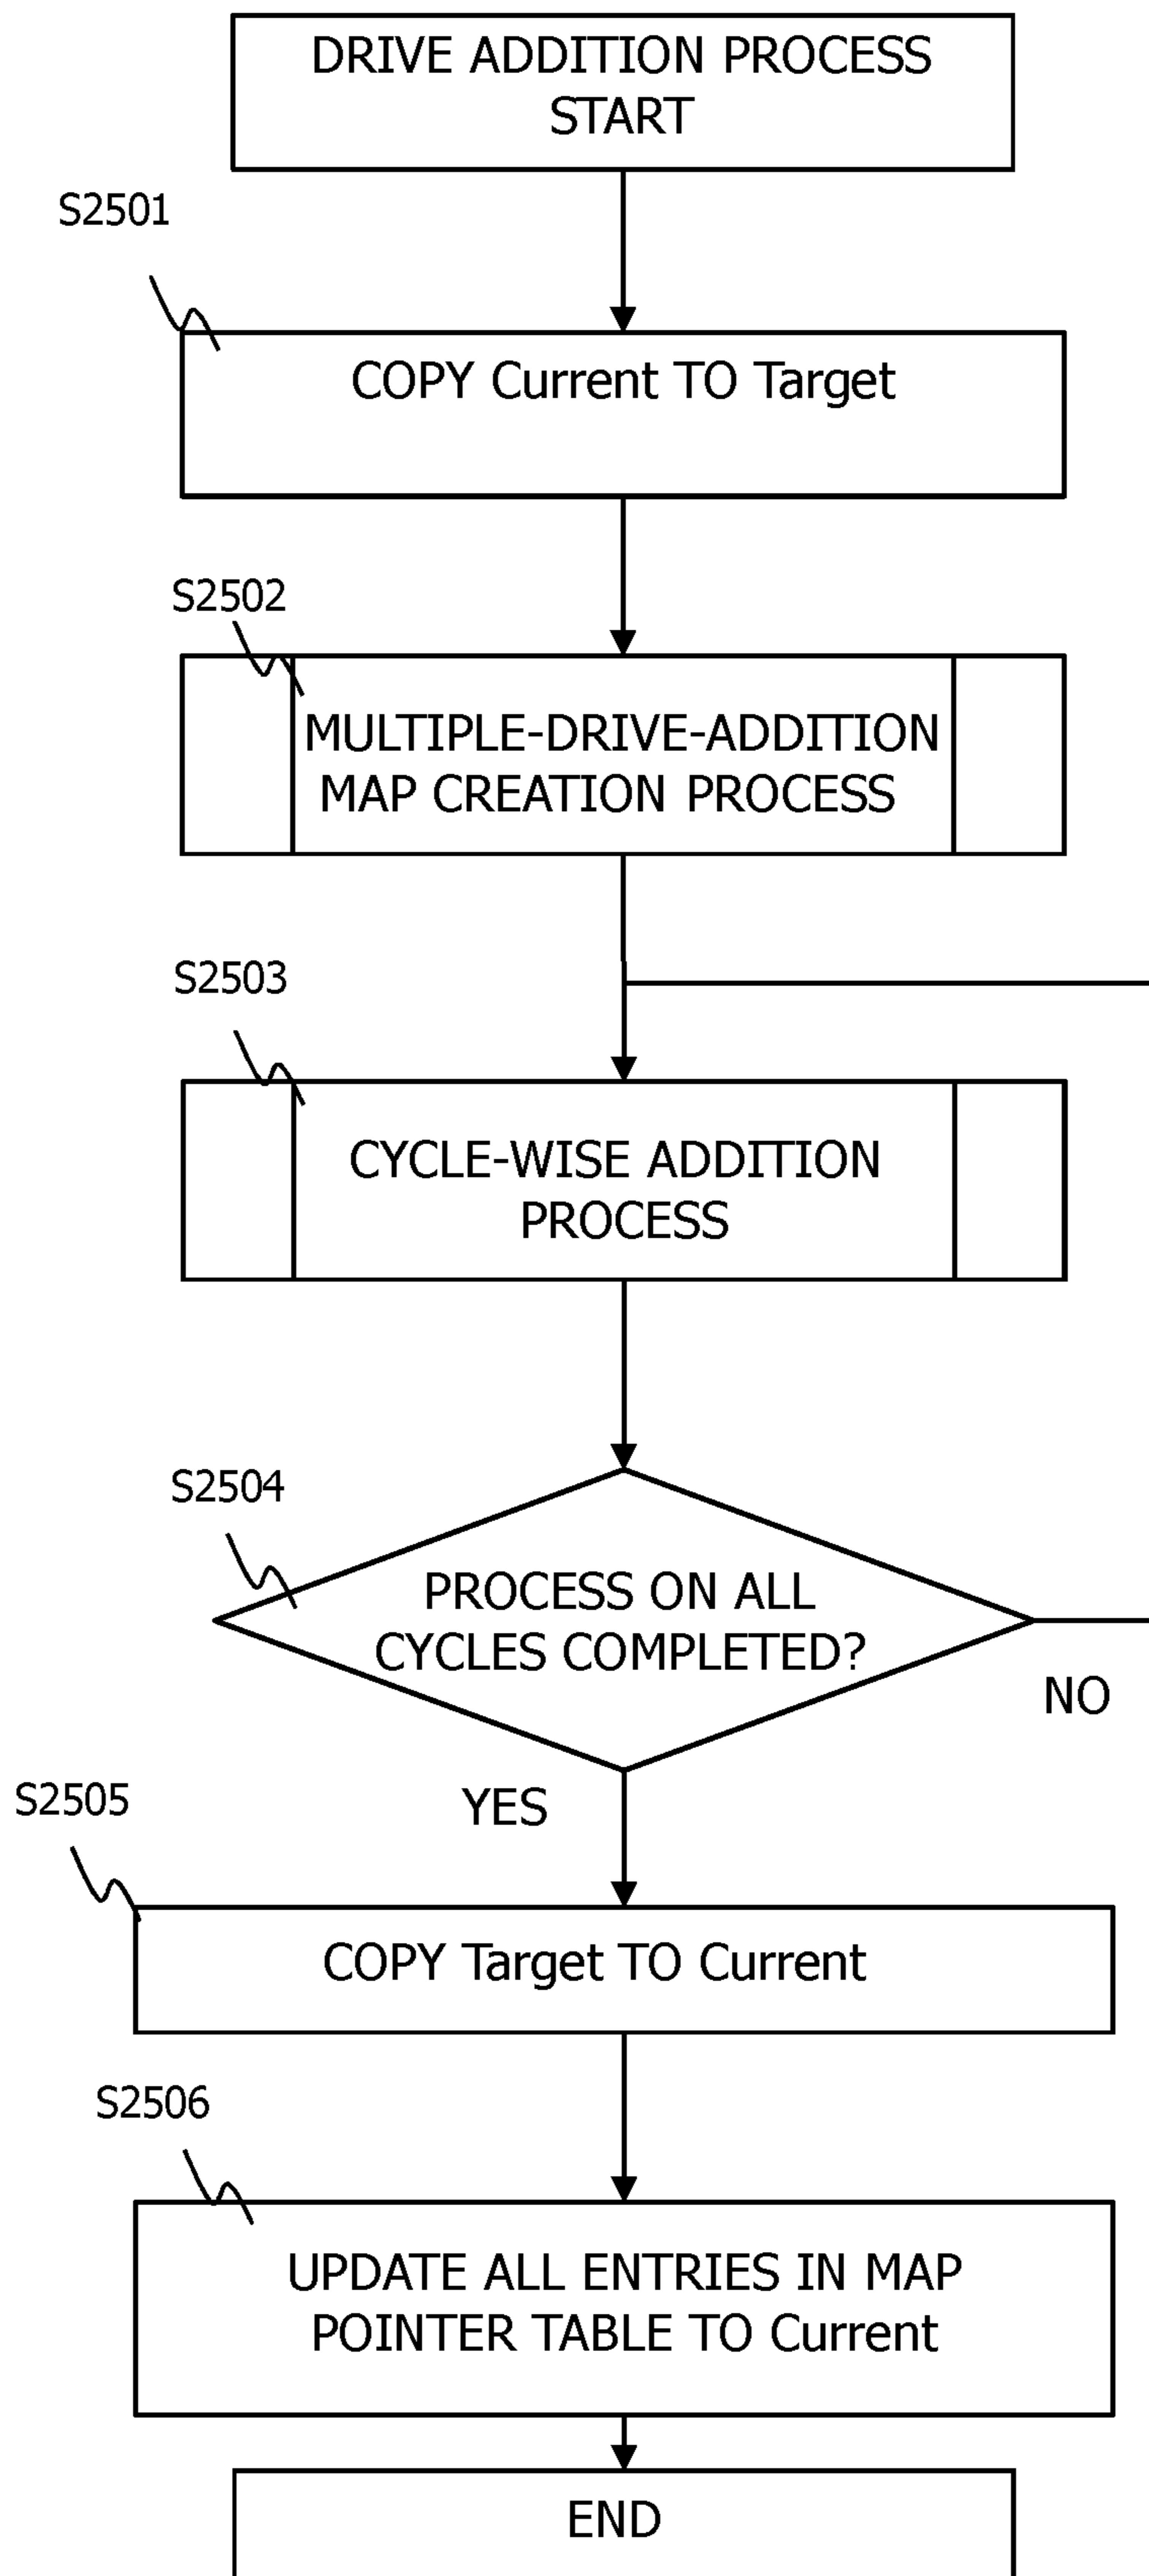 DRIVE ADDITION PROCESS
START
S2501
COPY Current TO Target
S2502
MULTIPLE-DRIVE-ADDITION
MAP CREATION PROCESS
S2503
CYCLE-WISE ADDITION
PROCESS
S2504
PROCESS ON ALL
CYCLES COMPLETED?
NO
YES
S2505
COPY Target TO Current
S2506
UPDATE ALL ENTRIES IN MAP
POINTER TABLE TO Current
END